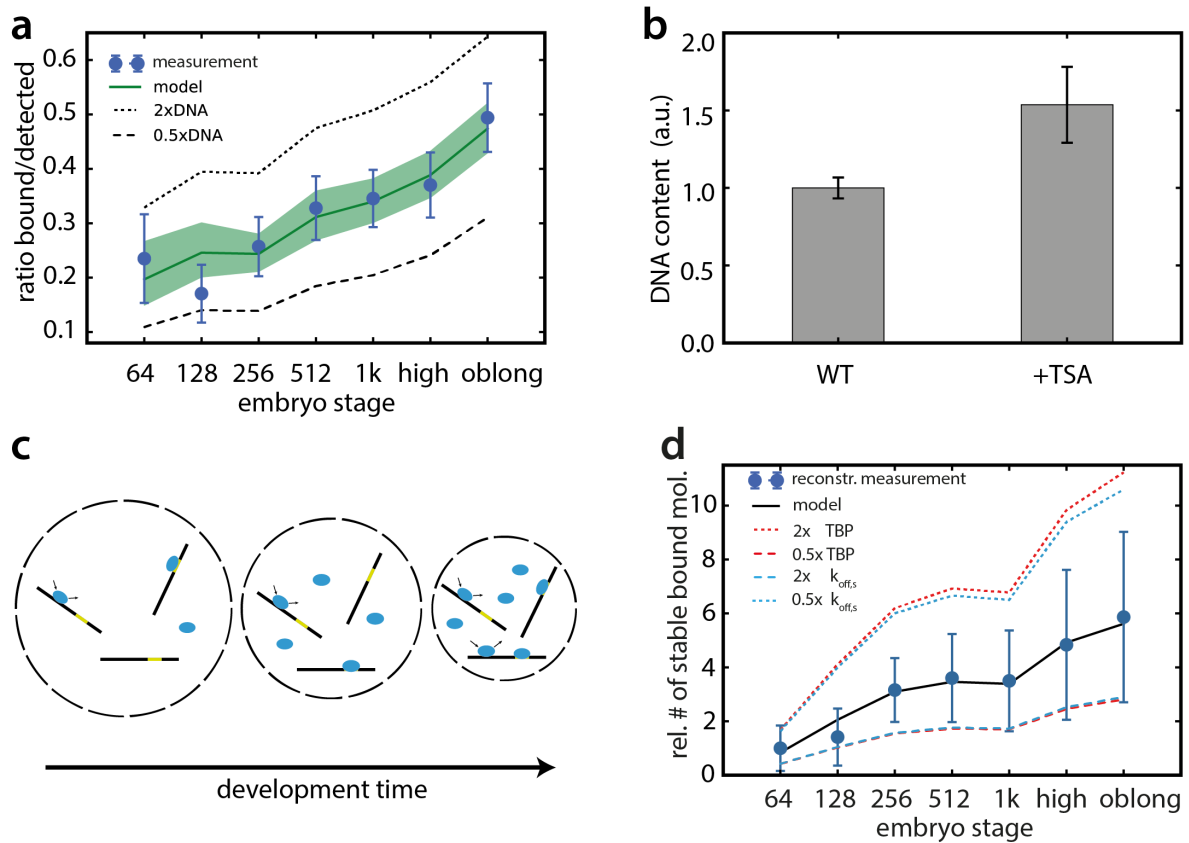 a
ratio bound/detected
0.6
0.5
0.4
0.3
0.2
0.1
measurement
model
2xDNA
0.5xDNA
64 128 256 512 1k high oblong
embryo stage
b
DNA content (a.u.)
2.0
1.5
1.0
0.5
0.0
WT +TSA
c
development time
d
rel. # of stable bound mol.
10
8
6
4
2
0
reconstr. measurement
model
2x TBP
0.5x TBP
2x koff,s
0.5x koff,s
64 128 256 512 1k high oblong
embryo stage